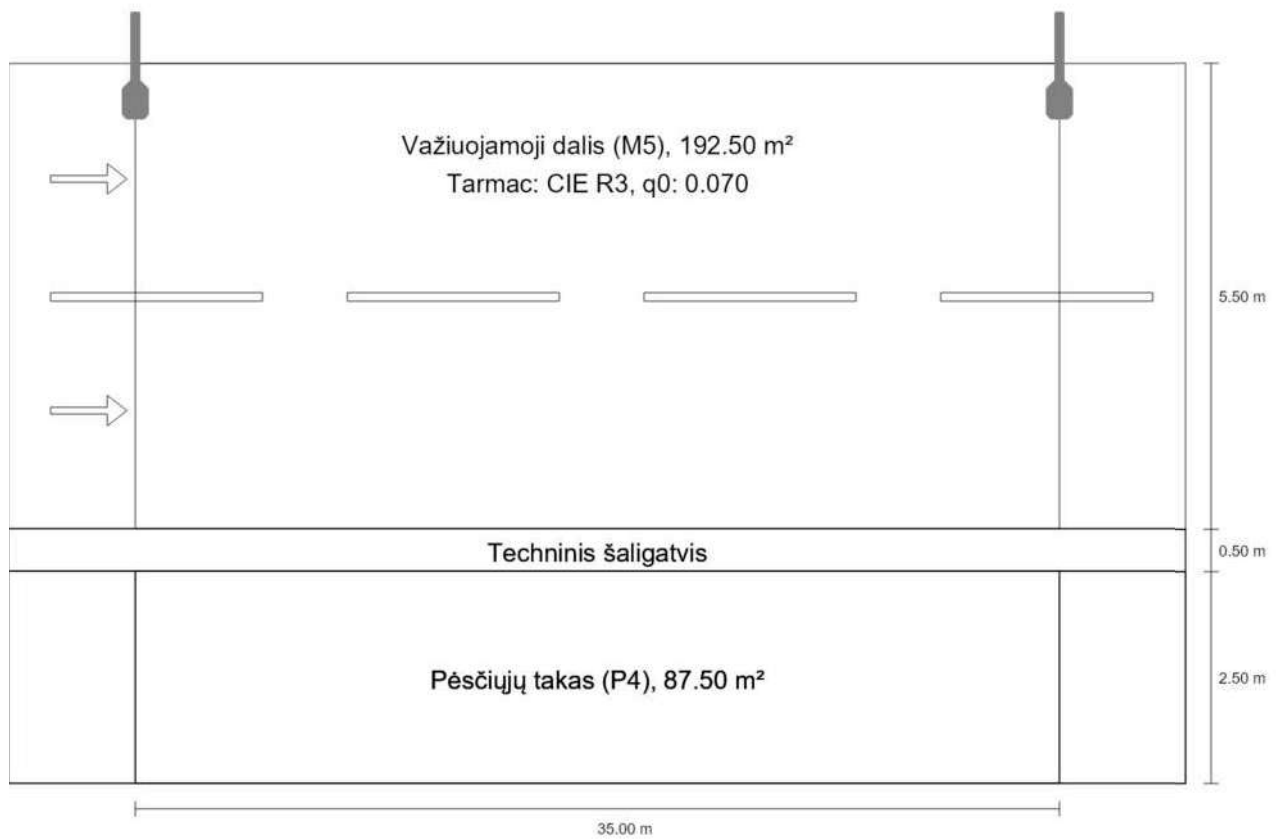 Važiuojamoji dalis (M5), 192.50 m²
Tarmac: CIE R3, q0: 0.070
5.50 m
Techninis šaligatvis
0.50 m
Pėsčiųjų takas (P4), 87.50 m²
2.50 m
35.00 m